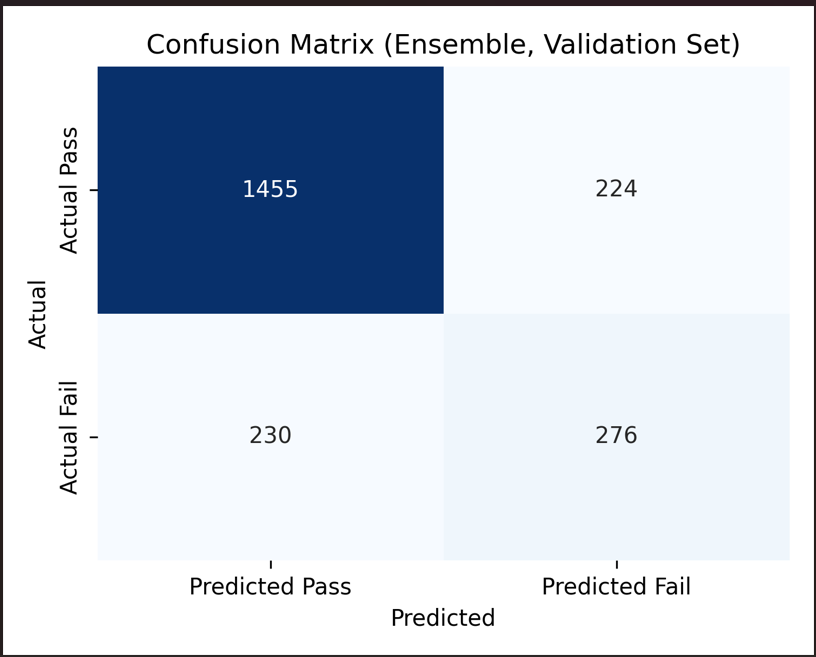 Confusion Matrix (Ensemble, Validation Set)
Actual
Actual Pass
1455
224
Actual Fail
230
276
Predicted Pass
Predicted Fail
Predicted